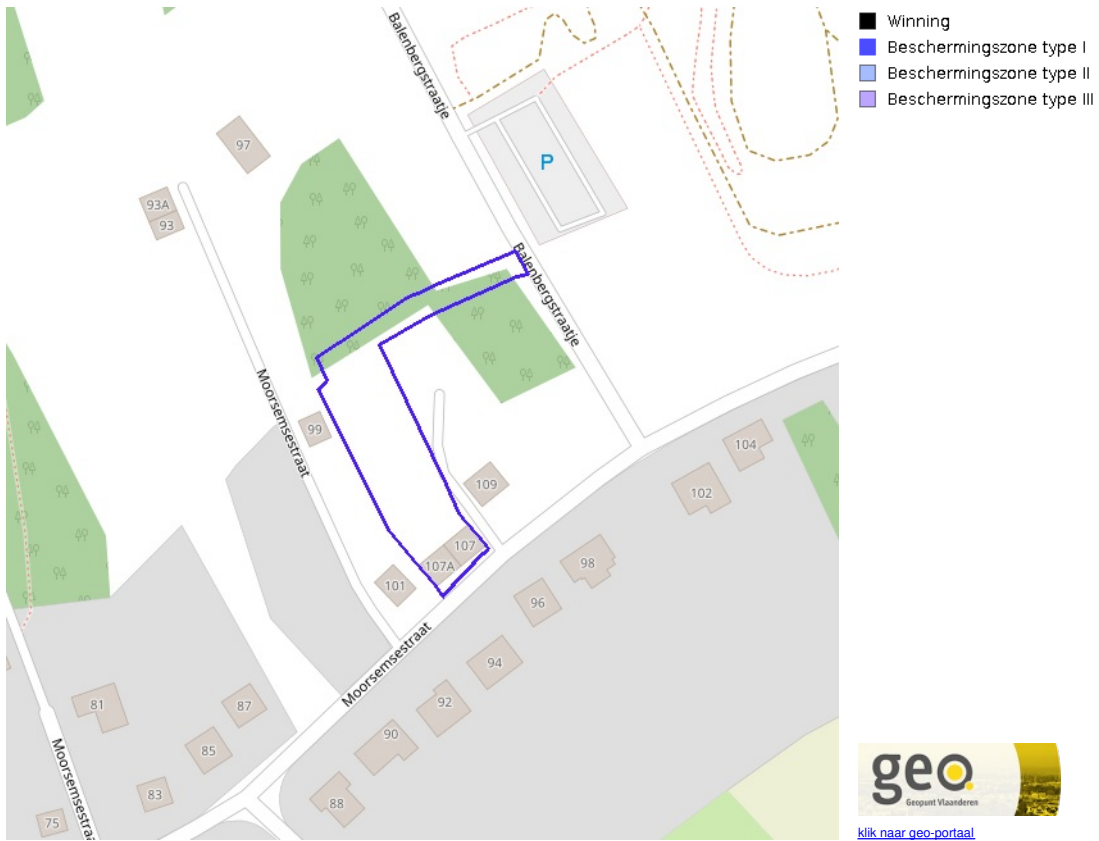 Balenbergstraatje
97
93A
93
P
Balenbergstraatje
Moorsemsestraat
99
104
109
102
107
107A
101
98
96
94
Moorsemsestraat
92
81
87
90
85
Moorsemsestraa
83
88
75
Winning
Beschermingszone type I
Beschermingszone type II
Beschermingszone type III
geo.
Geopunt Vlaanderen
klik naar geo-portaal